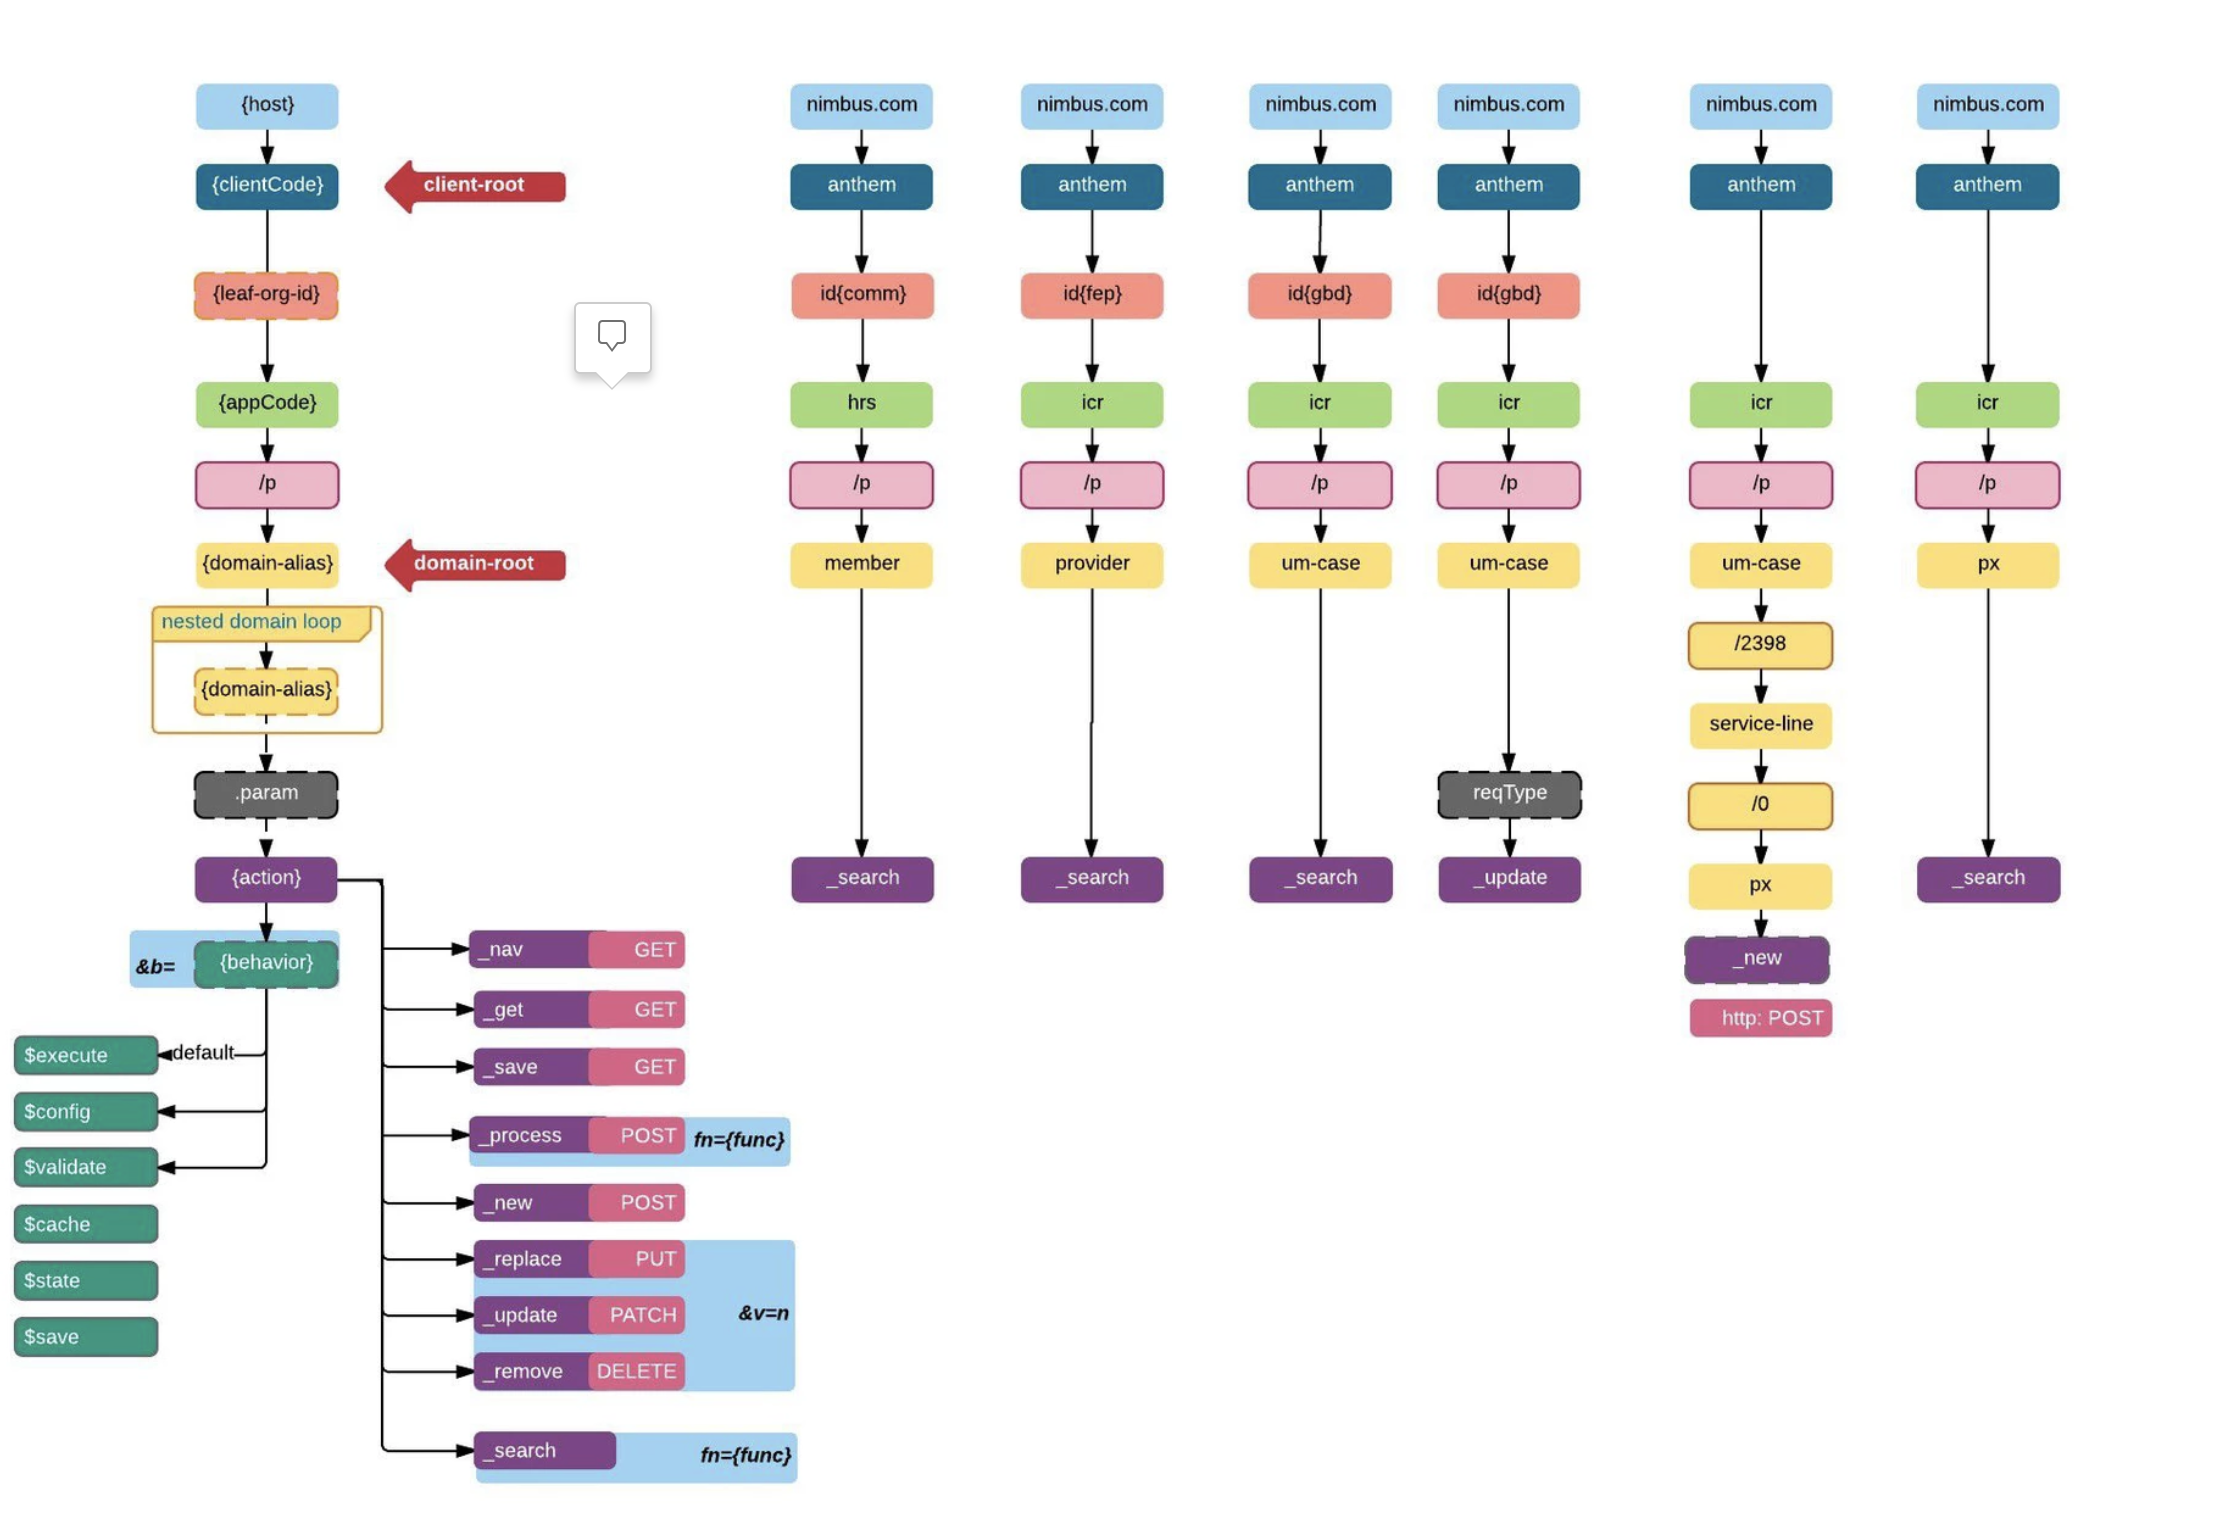 {host}
nimbus.com
nimbus.com
nimbus.com
nimbus.com
nimbus.com
nimbus.com
{clientCode}
client-root
anthem
anthem
anthem
anthem
anthem
anthem
{leaf-org-id}
id{comm}
id{fep}
id{gbd}
id{gbd}
{appCode}
hrs
icr
icr
icr
icr
icr
/p
/p
/p
/p
/p
/p
/p
{domain-alias}
domain-root
member
provider
um-case
um-case
um-case
px
nested domain loop
/2398
{domain-alias}
service-line
.param
reqType
/0
{action}
_search
_search
_search
_update
px
_search
&b=
{behavior}
_nav GET
_new
_get GET
http: POST
$execute
default
_save GET
$config
_process POST fn={func}
$validate
_new POST
$cache
_replace PUT
$state
_update PATCH &v=n
$save
_remove DELETE
_search fn={func}